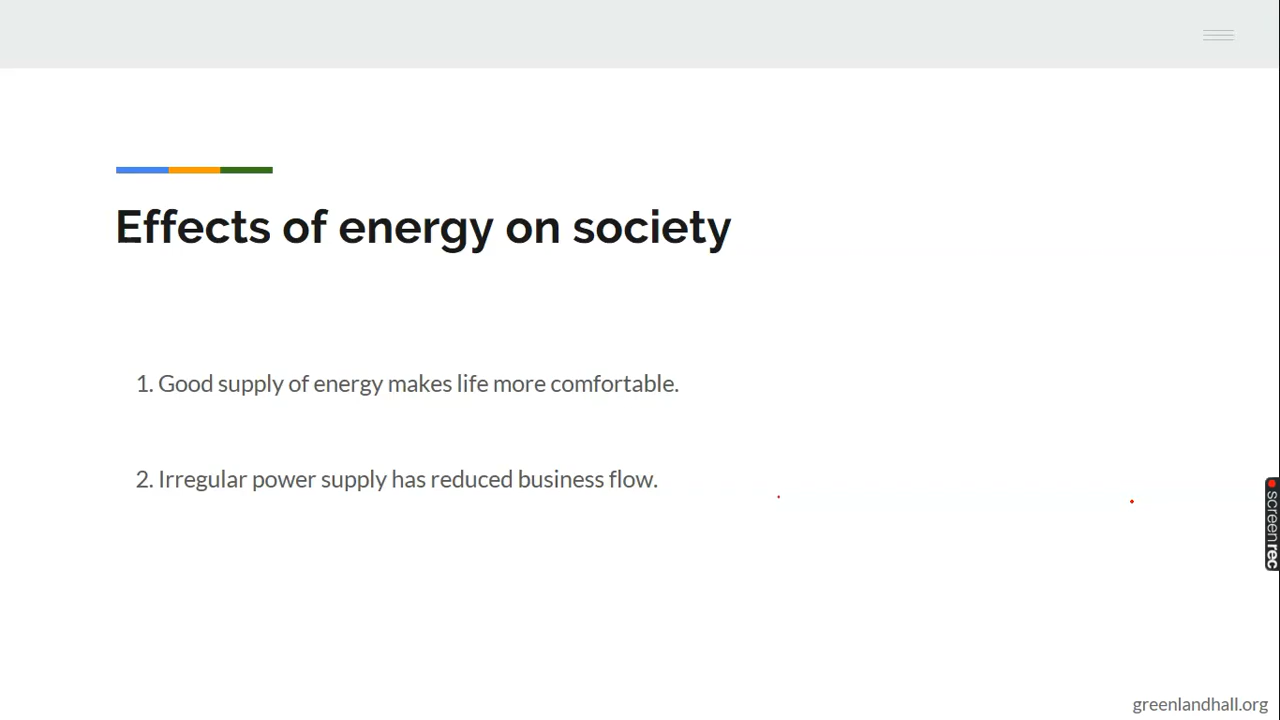 Effects of energy on society
1. Good supply of energy makes life more comfortable.
2. Irregular power supply has reduced business flow.
screenrec
greenlandhall.org